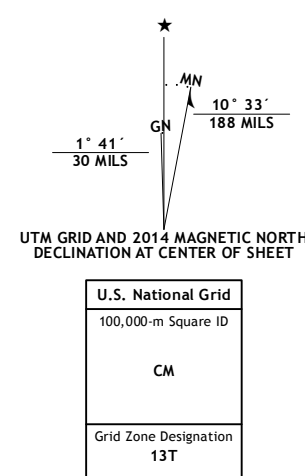 ★
MN
GN
10° 33´
188 MILS
1° 41´
30 MILS
UTM GRID AND 2014 MAGNETIC NORTH
DECLINATION AT CENTER OF SHEET
U.S. National Grid
100,000-m Square ID
CM
Grid Zone Designation
13T